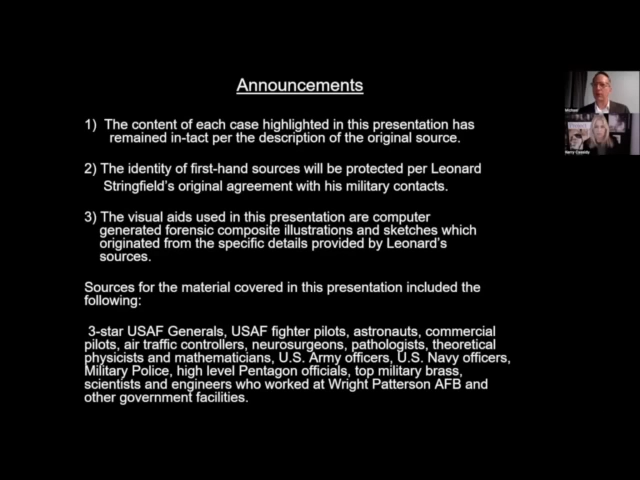 Announcements
1) The content of each case highlighted in this presentation has
remained in-tact per the description of the original source.
2) The identity of first-hand sources will be protected per Leonard
Stringfield's original agreement with his military contacts.
3) The visual aids used in this presentation are computer
generated forensic composite illustrations and sketches which
originated from the specific details provided by Leonard's
sources.
Sources for the material covered in this presentation included the
following:
3-star USAF Generals, USAF fighter pilots, astronauts, commercial
pilots, air traffic controllers, neurosurgeons, pathologists, theoretical
physicists and mathematicians, U.S. Army officers, U.S. Navy officers,
Military Police, high level Pentagon officials, top military brass,
scientists and engineers who worked at Wright Patterson AFB and
other government facilities.
Michael